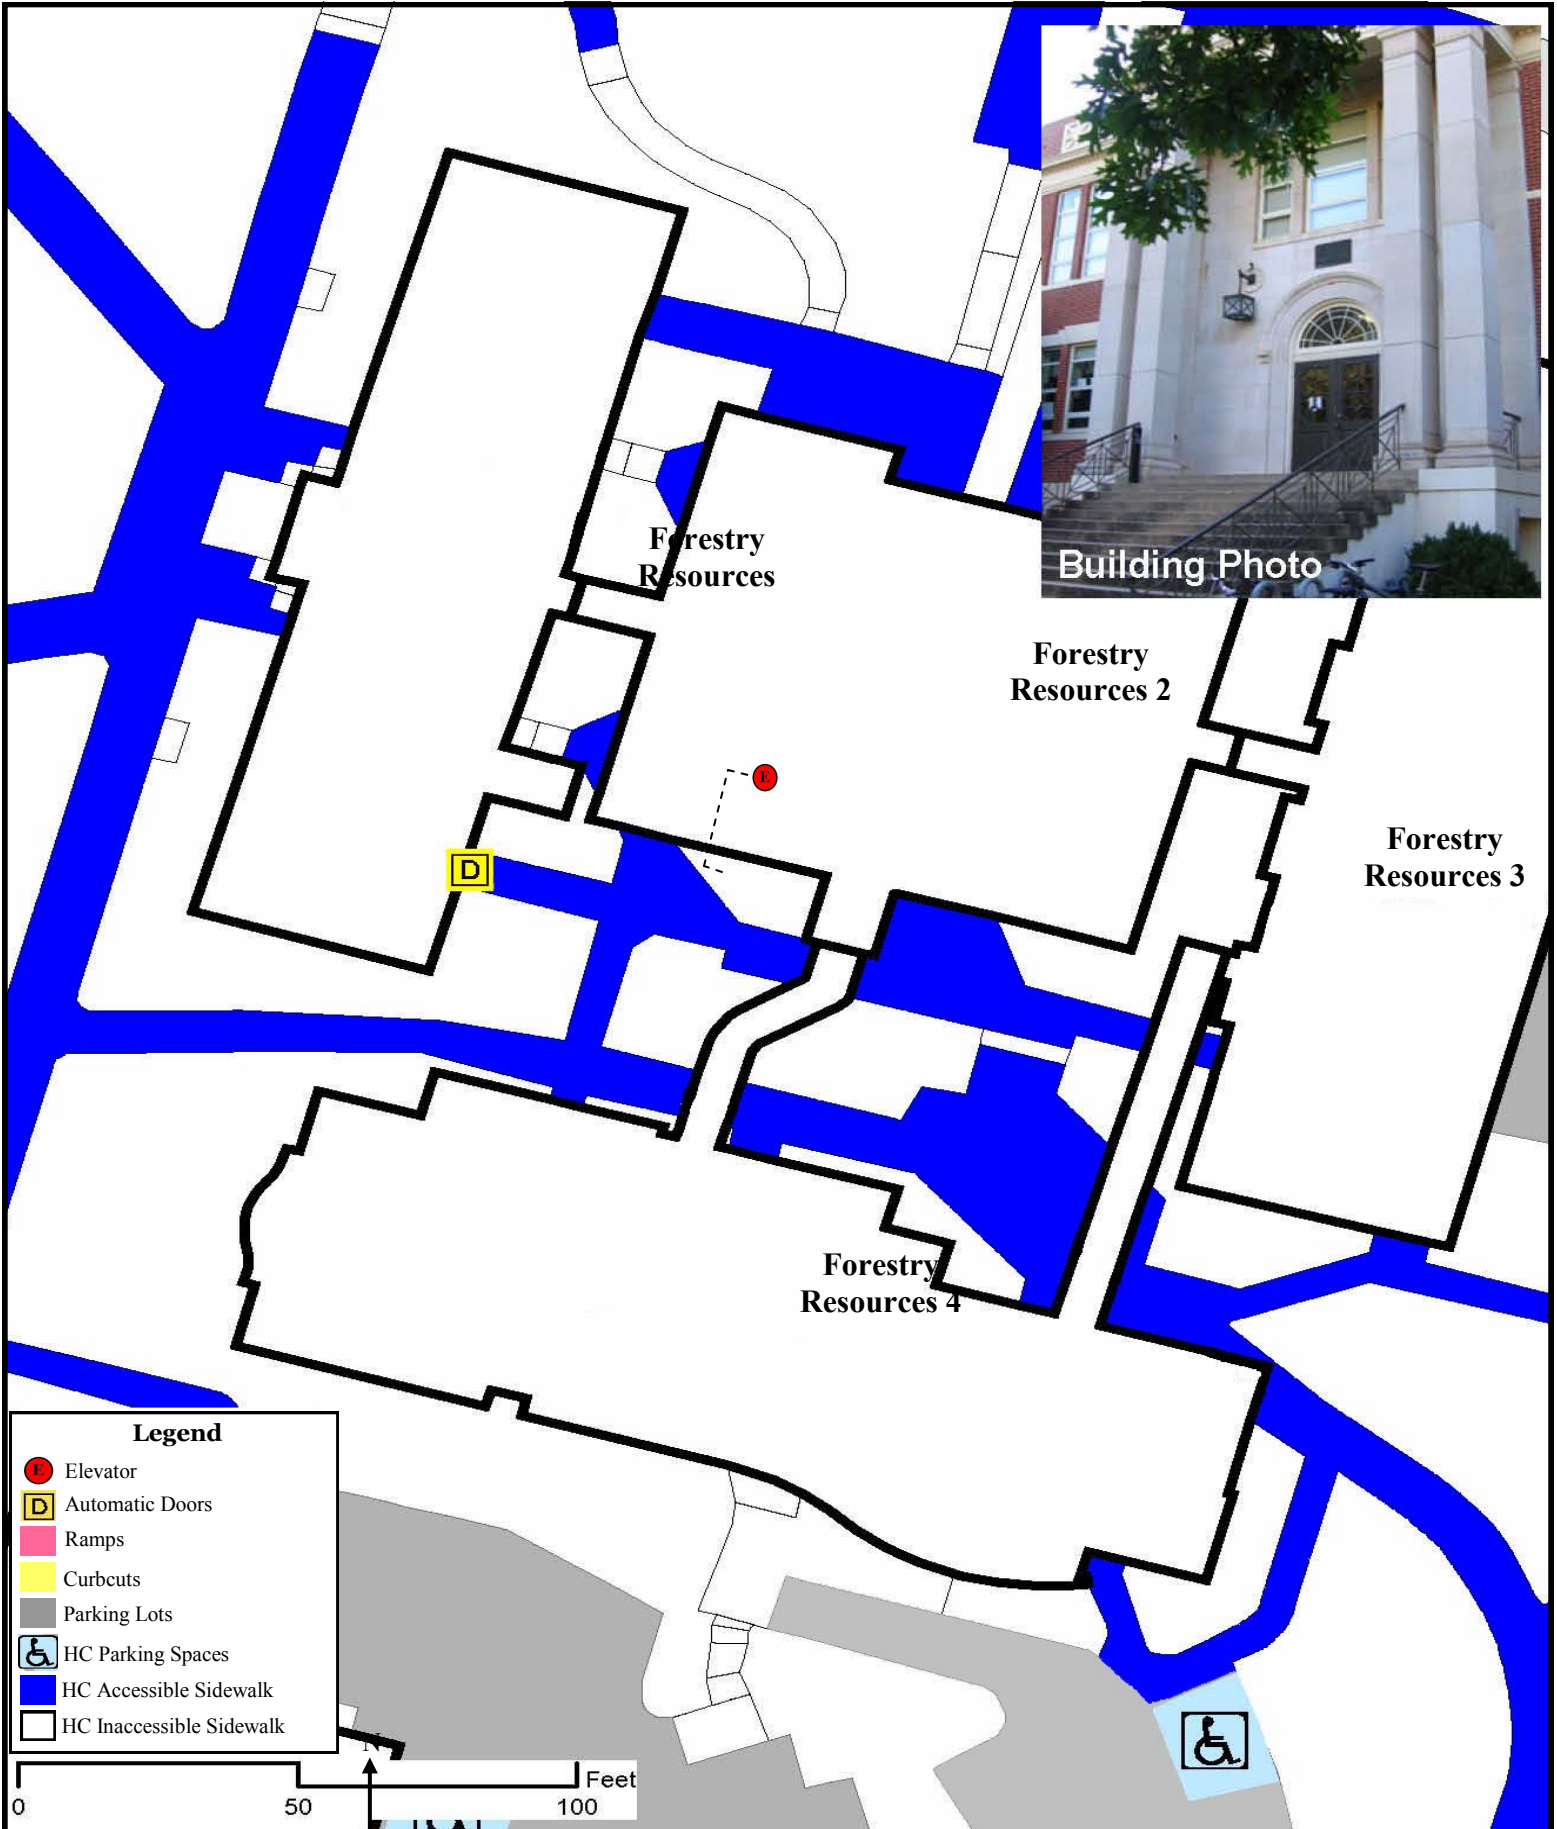 Building Photo
Forestry
Resources
Forestry
Resources 2
E
Forestry
Resources 3
D
Forestry
Resources 4
Legend
E Elevator
D Automatic Doors
Ramps
Curbcuts
Parking Lots
HC Parking Spaces
HC Accessible Sidewalk
HC Inaccessible Sidewalk
N
Feet
0 50 100